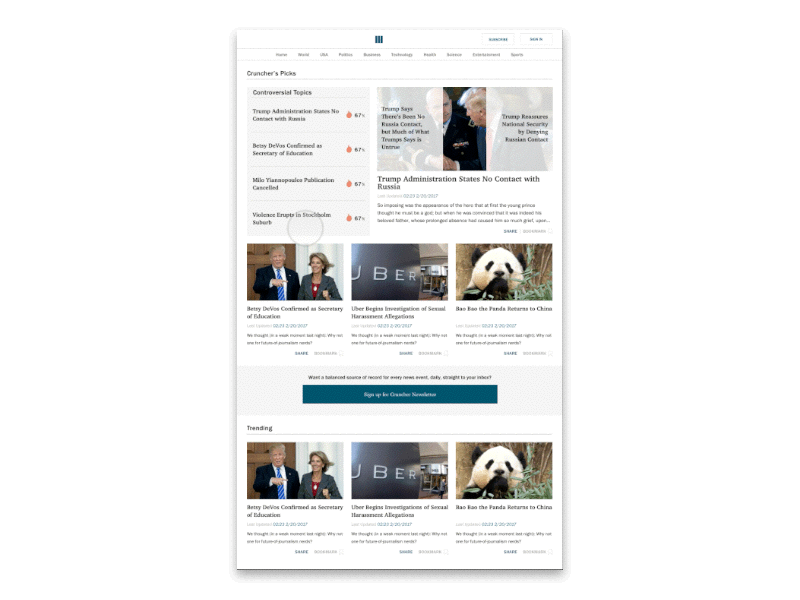 SUBSCRIBE SIGN IN
Home World USA Politics Business Technology Health Science Entertainment Sports
Cruncher's Picks
Controversial Topics
Trump Administration States No
Contact with Russia
67%
Betsy DeVos Confirmed as
Secretary of Education
67%
Milo Yiannopoulos Publication
Cancelled
67%
Violence Erupts in Stockholm
Suburb
67%
Trump Says
There's Been No
Russia Contact,
but Much of What
Trumps Says is
Untrue
Trump Reassures
National Security
by Denying
Russian Contact
Trump Administration States No Contact with
Russia
Last Updated 02:23 2/20/2017
So imposing was the appearance of the hero that at first the young prince
thought he must be a god; but when he was convinced that it was indeed his
beloved father, whose prolonged absence had caused him so much grief, upon...
SHARE BOOKMARK
UBER
Betsy DeVos Confirmed as Secretary
of Education
Last Updated 02:23 2/20/2017
We thought (in a weak moment last night): Why not
one for future-of-journalism needs?
SHARE BOOKMARK
Uber Begins Investigation of Sexual
Harassment Allegations
Last Updated 02:23 2/20/2017
We thought (in a weak moment last night): Why not
one for future-of-journalism needs?
SHARE BOOKMARK
Bao Bao the Panda Returns to China
Last Updated 02:23 2/20/2017
We thought (in a weak moment last night): Why not
one for future-of-journalism needs?
SHARE BOOKMARK
Want a balanced source of record for every news event, daily, straight to your inbox?
Sign up for Cruncher Newsletter
Trending
UBER
Betsy DeVos Confirmed as Secretary
of Education
Last Updated 02:23 2/20/2017
We thought (in a weak moment last night): Why not
one for future-of-journalism needs?
SHARE BOOKMARK
Uber Begins Investigation of Sexual
Harassment Allegations
Last Updated 02:23 2/20/2017
We thought (in a weak moment last night): Why not
one for future-of-journalism needs?
SHARE BOOKMARK
Bao Bao the Panda Returns to China
Last Updated 02:23 2/20/2017
We thought (in a weak moment last night): Why not
one for future-of-journalism needs?
SHARE BOOKMARK